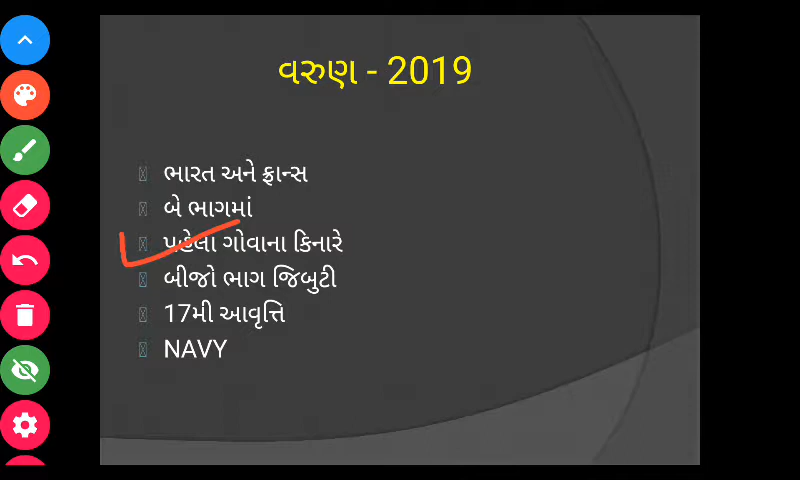 વરુણ - 2019
ભારત અને ફ્રાન્સ
બે ભાગમાં
પહેલા ગોવાના કિનારે
બીજો ભાગ જિબુટી
17મી આવૃત્તિ
NAVY